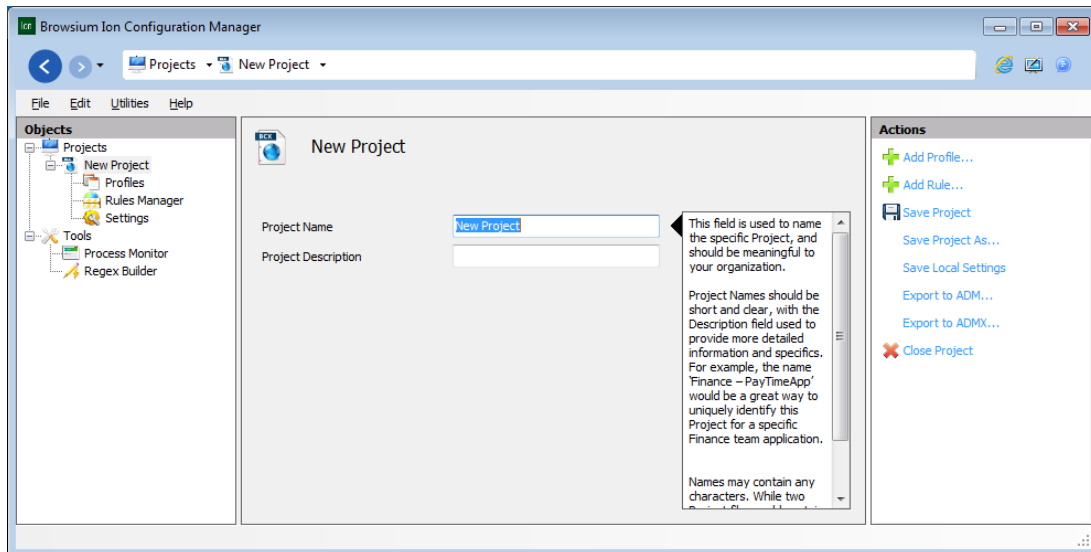 Ion Browsium Ion Configuration Manager
Projects New Project
File Edit Utilities Help
Objects
Projects
New Project
Profiles
Rules Manager
Settings
Tools
Process Monitor
Regex Builder
BCX
New Project
Project Name
New Project
Project Description
This field is used to name
the specific Project, and
should be meaningful to
your organization.
Project Names should be
short and clear, with the
Description field used to
provide more detailed
information and specifics.
For example, the name
'Finance – PayTimeApp'
would be a great way to
uniquely identify this
Project for a specific
Finance team application.
Names may contain any
characters. While two
Actions
Add Profile...
Add Rule...
Save Project
Save Project As...
Save Local Settings
Export to ADM...
Export to ADMX...
Close Project